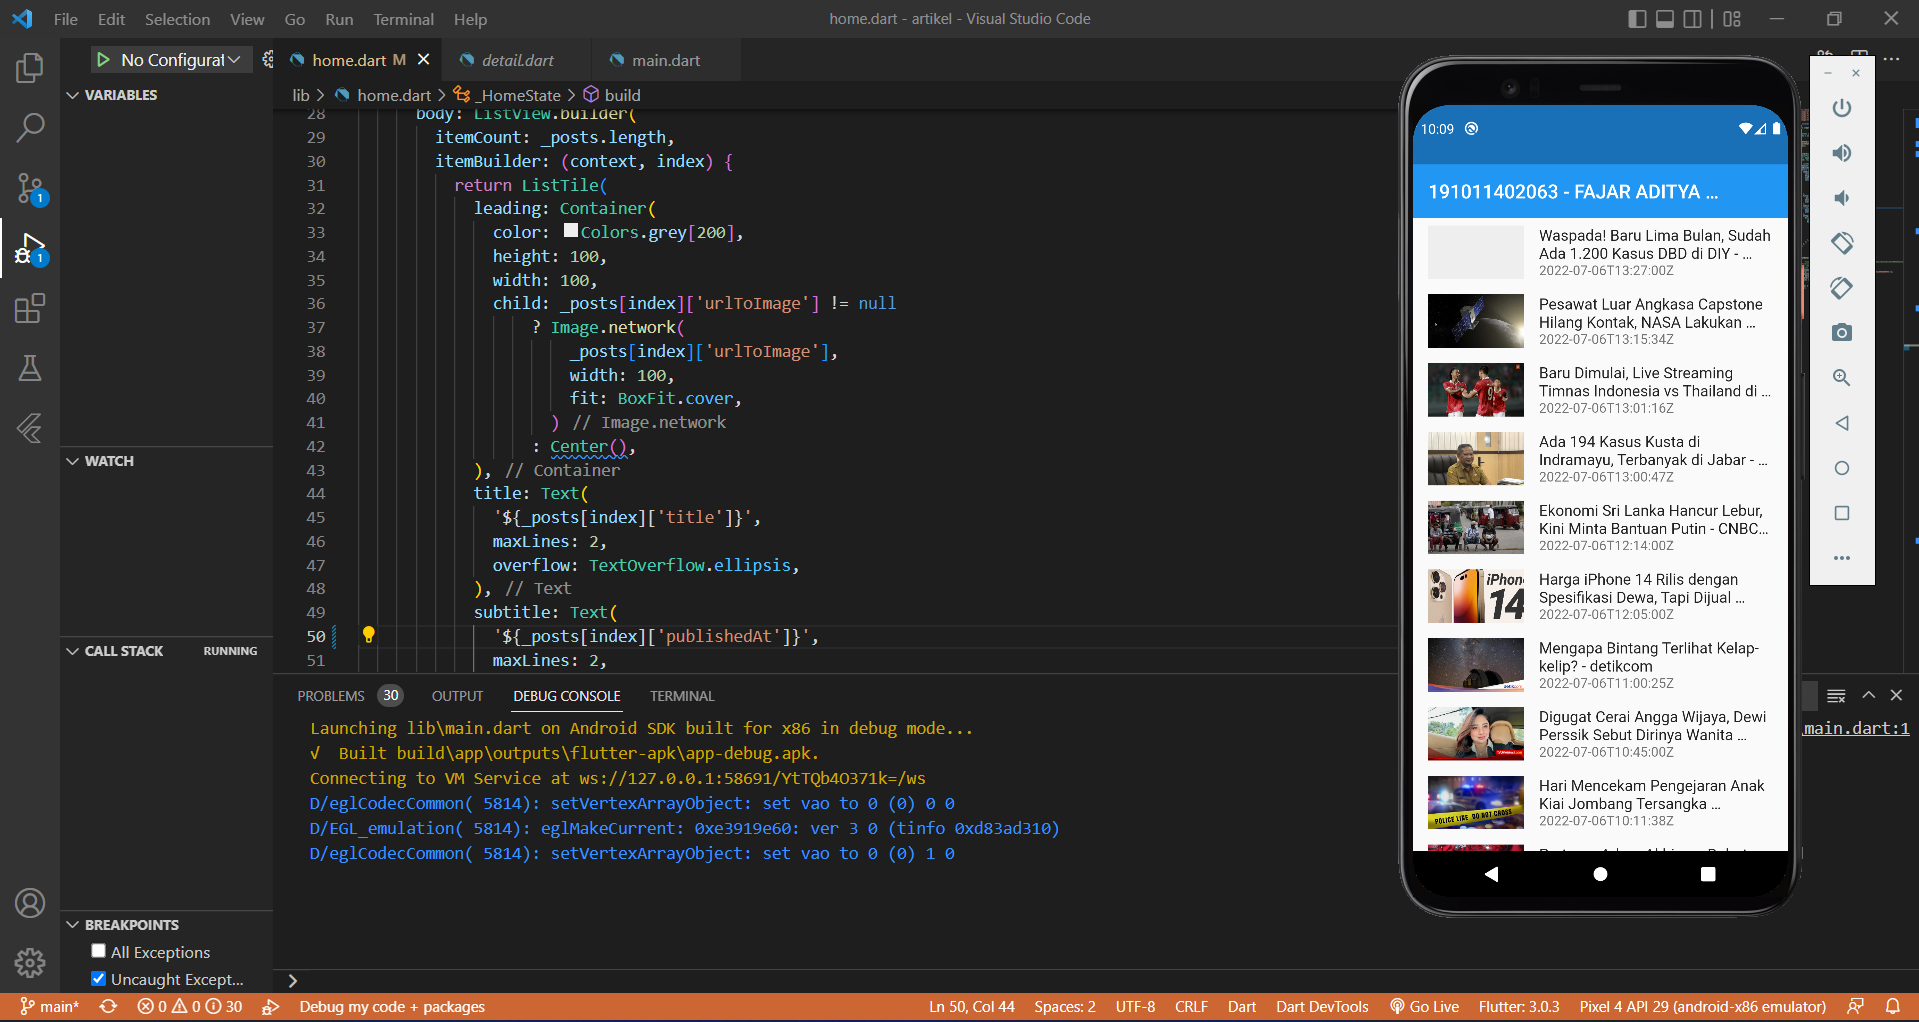 File Edit Selection View Go Run Terminal Help
home.dart - artikel - Visual Studio Code
No Configurat
home.dart M
detail.dart
main.dart
VARIABLES
lib > home.dart > _HomeState > build
28 body: ListView.builder(
29 itemCount: _posts.length,
30 itemBuilder: (context, index) {
31 return ListTile(
32 leading: Container(
33 color: Colors.grey[200],
34 height: 100,
35 width: 100,
36 child: _posts[index]['urlToImage'] != null
37 ? Image.network(
38 _posts[index]['urlToImage'],
39 width: 100,
40 fit: BoxFit.cover,
41 ) // Image.network
42 : Center(),
43 ), // Container
44 title: Text(
45 '${_posts[index]['title']}',
46 maxLines: 2,
47 overflow: TextOverflow.ellipsis,
48 ), // Text
49 subtitle: Text(
50 '${_posts[index]['publishedAt']}',
51 maxLines: 2,
WATCH
CALL STACK RUNNING
BREAKPOINTS
All Exceptions
Uncaught Except...
1
1
PROBLEMS 30 OUTPUT DEBUG CONSOLE TERMINAL
Launching lib\main.dart on Android SDK built for x86 in debug mode...
√ Built build\app\outputs\flutter-apk\app-debug.apk.
Connecting to VM Service at ws://127.0.0.1:58691/YtTQb4O371k=/ws
D/eglCodecCommon( 5814): setVertexArrayObject: set vao to 0 (0) 0 0
D/EGL_emulation( 5814): eglMakeCurrent: 0xe3919e60: ver 3 0 (tinfo 0xd83ad310)
D/eglCodecCommon( 5814): setVertexArrayObject: set vao to 0 (0) 1 0
main.dart:1
10:09
191011402063 - FAJAR ADITYA ...
Waspada! Baru Lima Bulan, Sudah
Ada 1.200 Kasus DBD di DIY - ...
2022-07-06T13:27:00Z
Pesawat Luar Angkasa Capstone
Hilang Kontak, NASA Lakukan ...
2022-07-06T13:15:34Z
Baru Dimulai, Live Streaming
Timnas Indonesia vs Thailand di ...
2022-07-06T13:01:16Z
Ada 194 Kasus Kusta di
Indramayu, Terbanyak di Jabar - ...
2022-07-06T13:00:47Z
Ekonomi Sri Lanka Hancur Lebur,
Kini Minta Bantuan Putin - CNBC...
2022-07-06T12:14:00Z
iPhon
14
Harga iPhone 14 Rilis dengan
Spesifikasi Dewa, Tapi Dijual ...
2022-07-06T12:05:00Z
Mengapa Bintang Terlihat Kelap-
kelip? - detikcom
2022-07-06T11:00:25Z
Digugat Cerai Angga Wijaya, Dewi
Perssik Sebut Dirinya Wanita ...
2022-07-06T10:45:00Z
POLICE LINE DO NOT CROSS
Hari Mencekam Pengejaran Anak
Kiai Jombang Tersangka ...
2022-07-06T10:11:38Z
main* 0 0 30 Debug my code + packages
Ln 50, Col 44 Spaces: 2 UTF-8 CRLF Dart Dart DevTools Go Live Flutter: 3.0.3 Pixel 4 API 29 (android-x86 emulator)